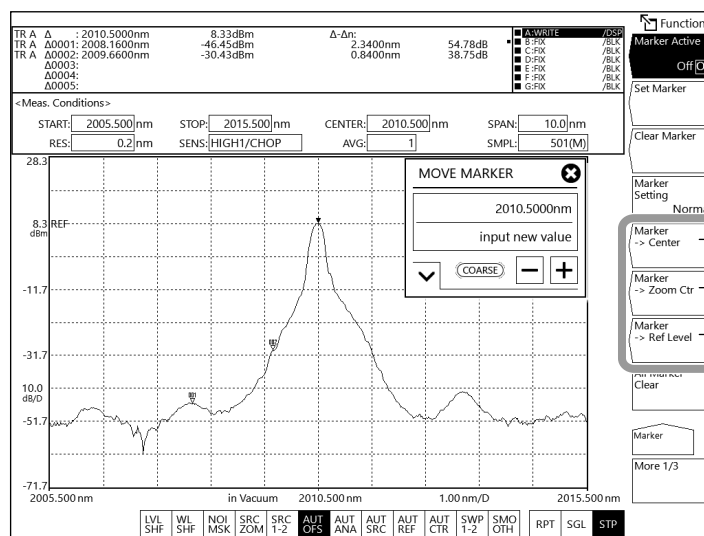 Function
TR A Δ : 2010.5000nm 8.33dBm Δ-Δn:
TR A Δ0001: 2008.1600nm -46.45dBm 2.3400nm 54.78dB
TR A Δ0002: 2009.6600nm -30.43dBm 0.8400nm 38.75dB
Δ0003:
Δ0004:
Δ0005:
A:WRITE /DSP
B:FIX /BLK
C:FIX /BLK
D:FIX /BLK
E:FIX /BLK
F:FIX /BLK
G:FIX /BLK
<Meas. Conditions>
START: 2005.500 nm STOP: 2015.500 nm CENTER: 2010.500 nm SPAN: 10.0 nm
RES: 0.2 nm SENS: HIGH1/CHOP AVG: 1 SMPL: 501(M)
28.3
8.3 REF
dBm
-11.7
-31.7
10.0
dB/D
-51.7
-71.7
2005.500 nm in Vacuum 2010.500 nm 1.00 nm/D 2015.500 nm
MOVE MARKER
2010.5000nm
input new value
COARSE
LVL SHF
WL SHF
NOI MSK
SRC ZOM
SRC 1-2
AUT OFS
AUT ANA
AUT SRC
AUT REF
AUT CTR
SWP 1-2
SMO OTH
RPT
SGL
STP
Marker Active
Off
Set Marker
Clear Marker
Marker
Setting
Marker
-> Center
Marker
-> Zoom Ctr
Marker
-> Ref Level
All Marker
Clear
Marker
More 1/3